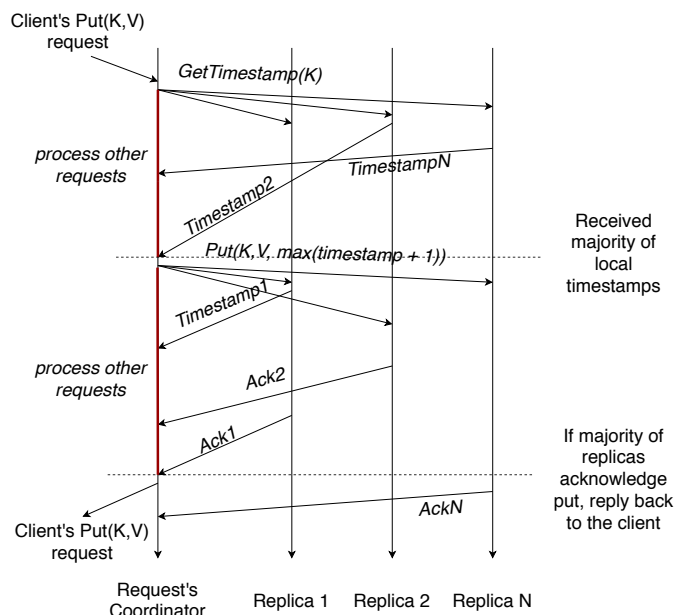 Client's Put(K,V)
request
GetTimestamp(K)
process other
requests
TimestampN
Timestamp2
Received
majority of
local
timestamps
Put(K,V, max(timestamp + 1))
Timestamp1
process other
requests
Ack2
Ack1
If majority of
replicas
acknowledge
put, reply back
to the client
AckN
Client's Put(K,V)
request
Request's
Coordinator
Replica 1
Replica 2
Replica N